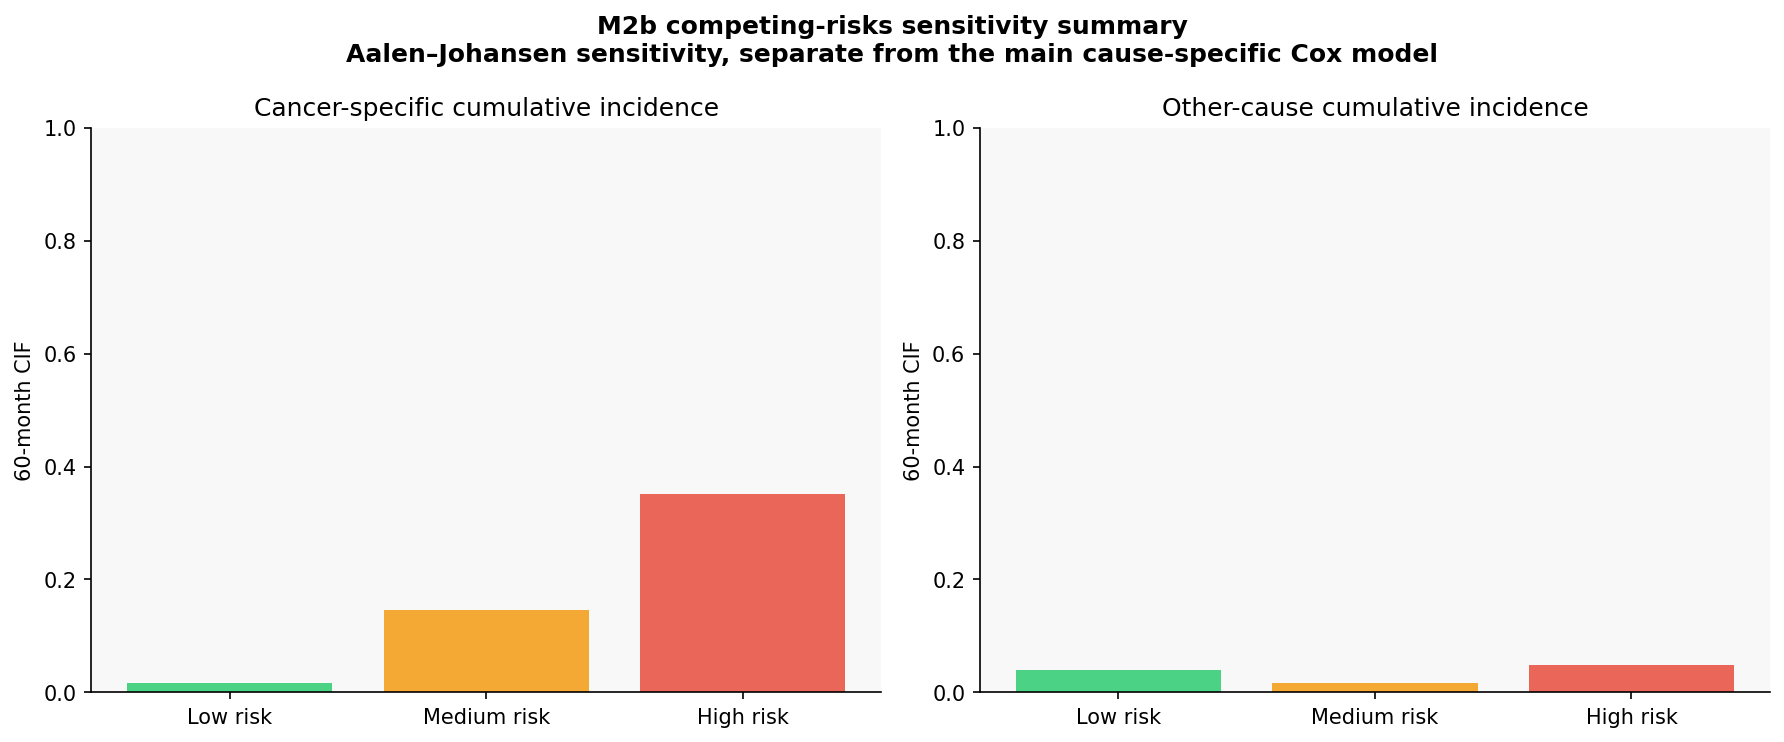 M2b competing-risks sensitivity summary
Aalen–Johansen sensitivity, separate from the main cause-specific Cox model
Cancer-specific cumulative incidence
1.0
0.8
0.6
0.4
0.2
0.0
60-month CIF
Low risk
Medium risk
High risk
Other-cause cumulative incidence
1.0
0.8
0.6
0.4
0.2
0.0
60-month CIF
Low risk
Medium risk
High risk